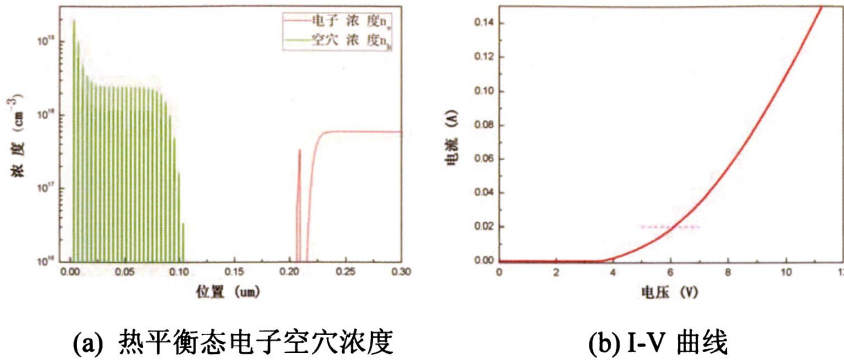 电子 浓 度nₑ
空穴 浓 度nₕ
10¹⁹
10¹⁸
10¹⁷
10¹⁶
浓 度 (cm⁻³)
0.00 0.05 0.10 0.15 0.20 0.25 0.30
位置 (um)
(a) 热平衡态电子空穴浓度
0.14
0.12
0.10
0.08
0.06
0.04
0.02
0.00
电流 (A)
0 2 4 6 8 10 12
电压 (V)
(b) I-V 曲线